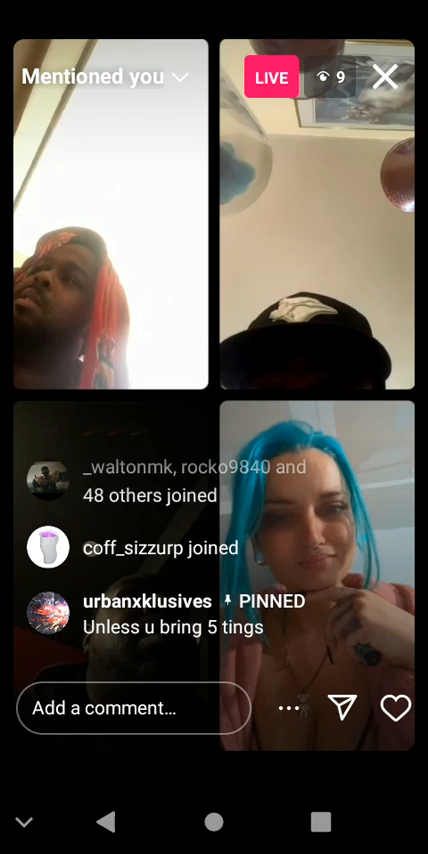 Mentioned you
LIVE
9
_waltonmk, rocko9840 and
48 others joined
coff_sizzurp joined
urbanxklusives PINNED
Unless u bring 5 tings
Add a comment...